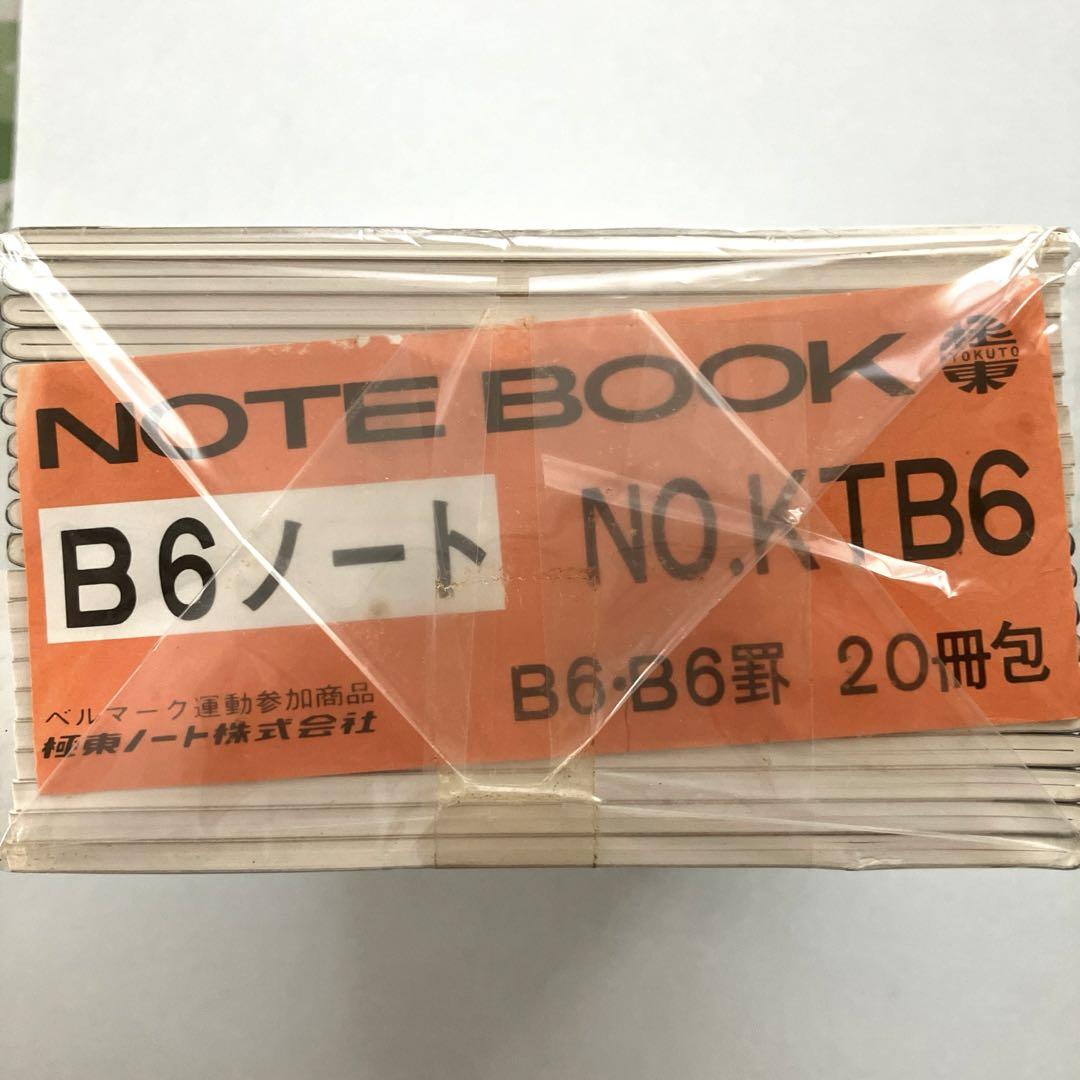 NOTE BOOK
極東
KYOKUTO
B6ノート
NO.KTB6
B6・B6罫 20冊包
ベルマーク運動参加商品
極東ノート株式会社